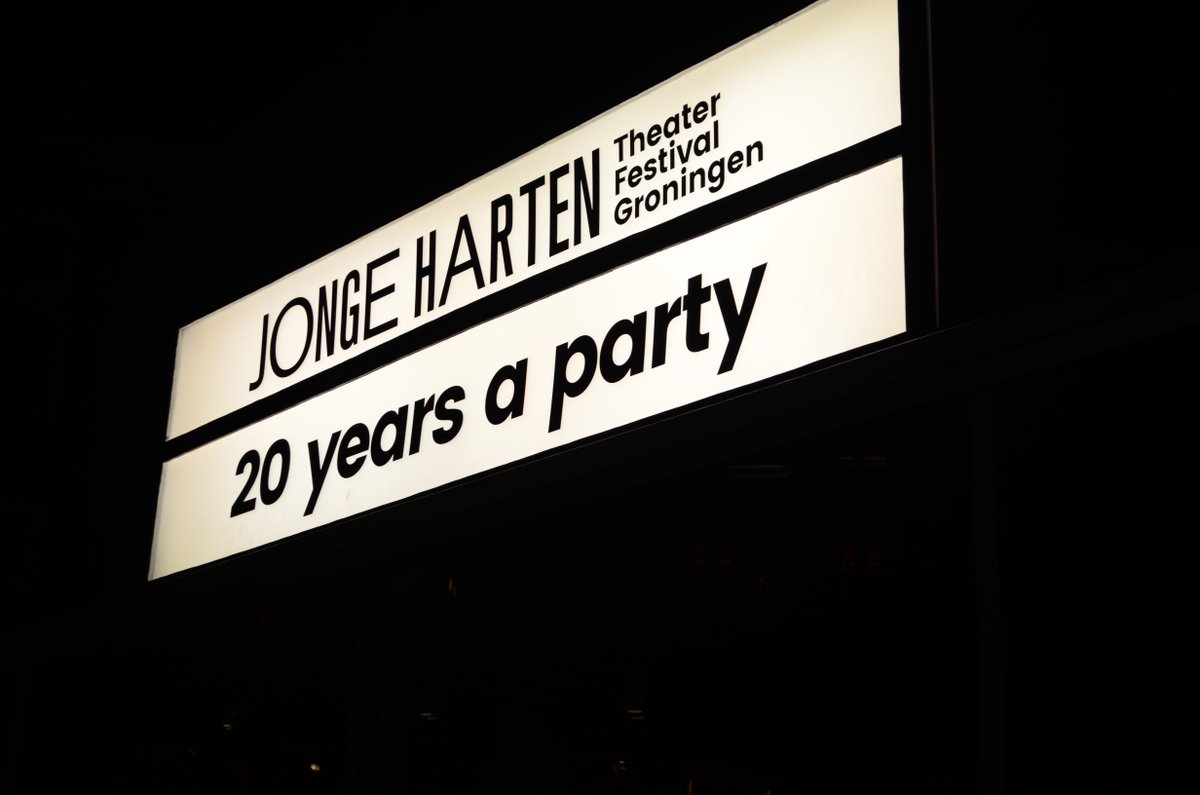 JONGE HARTEN
Theater
Festival
Groningen
20 years a party